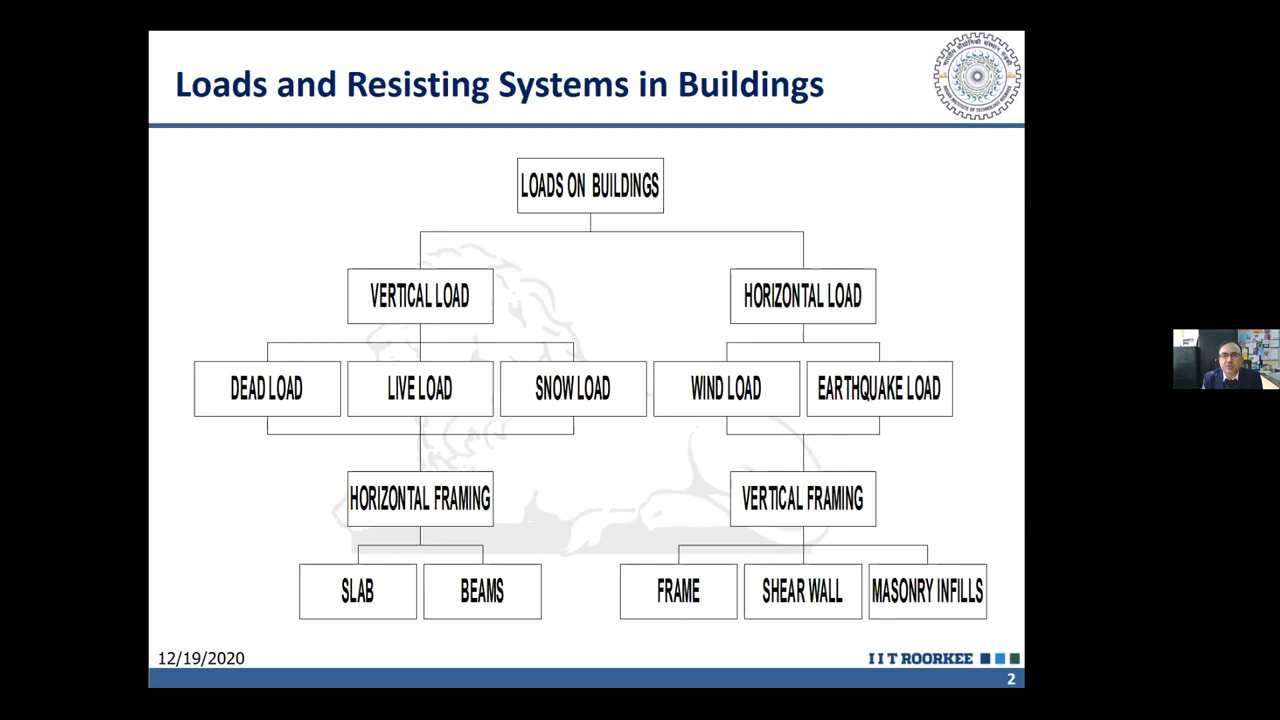 Loads and Resisting Systems in Buildings
LOADS ON BUILDINGS
VERTICAL LOAD
HORIZONTAL LOAD
DEAD LOAD
LIVE LOAD
SNOW LOAD
WIND LOAD
EARTHQUAKE LOAD
HORIZONTAL FRAMING
VERTICAL FRAMING
SLAB
BEAMS
FRAME
SHEAR WALL
MASONRY INFILLS
12/19/2020
I I T ROORKEE
2